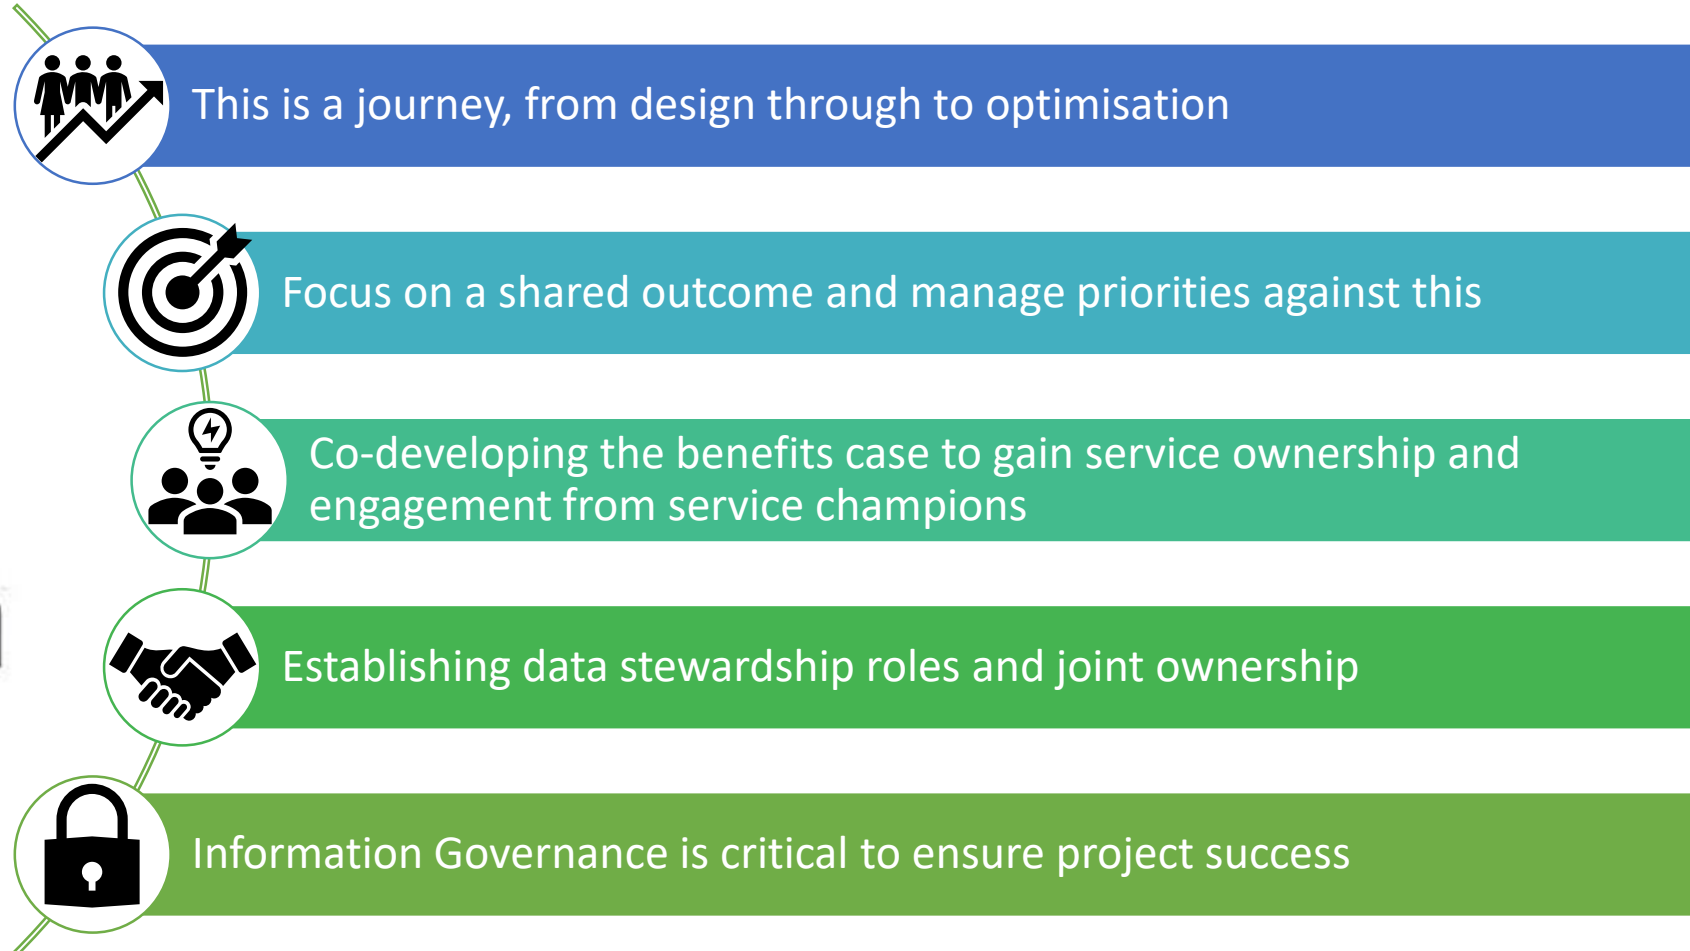 This is a journey, from design through to optimisation
Focus on a shared outcome and manage priorities against this
Co-developing the benefits case to gain service ownership and
engagement from service champions
Establishing data stewardship roles and joint ownership
Information Governance is critical to ensure project success